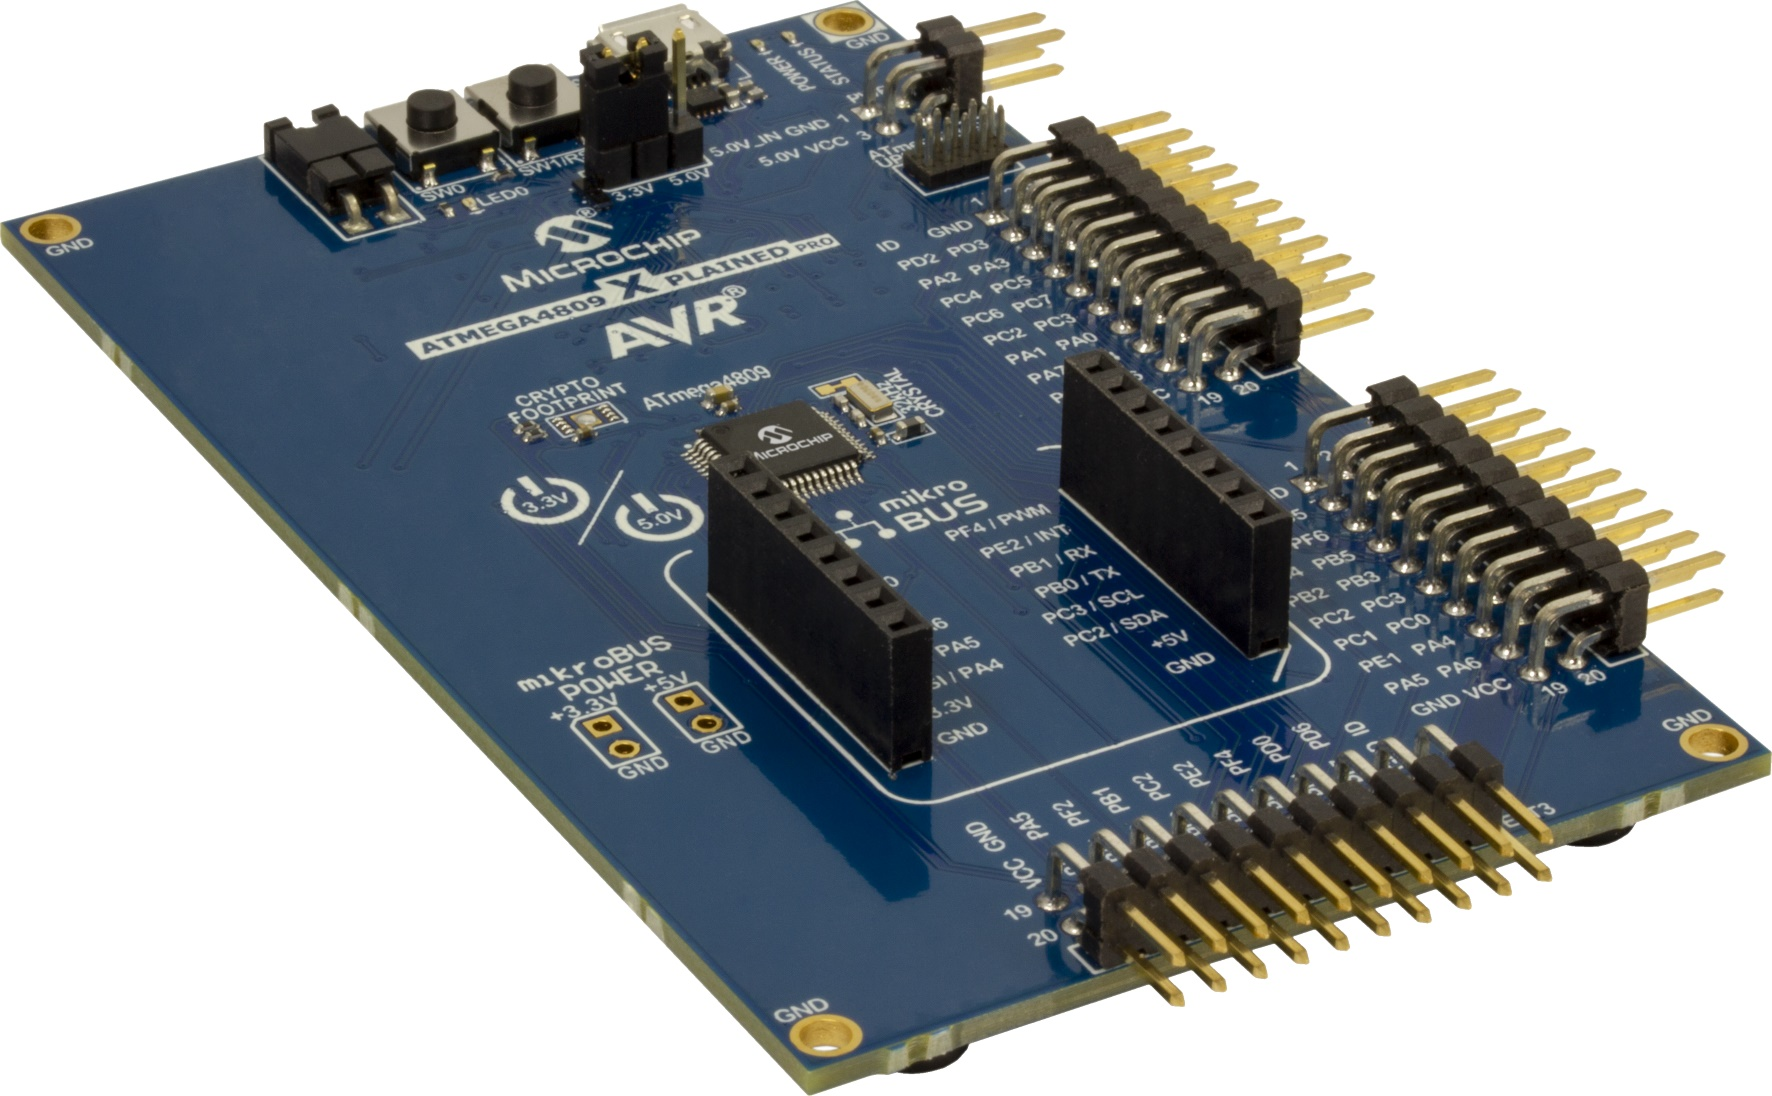 GND
POWER
STATUS
5.0V_IN GND 1
5.0V VCC 3
SW0
SW1/
LED0
3.3V 5.0V
GND
MICROCHIP®
ATMEGA4809 XPLAINED PRO
AVR®
1
ID GND
PD2 PD3
PA2 PA3
PC4 PC5
PC6 PC7
PC2 PC3
PA1 PA0
19 20
CRYPTO
FOOTPRINT
ATmega4809
CRYSTAL
MICROCHIP
3.3V
5.0V
mikro
BUS
PF4 / PWM
PE2 / INT
PB1 / RX
PB0 / TX
PC3 / SCL
PC2 / SDA
+5V
GND
PA5
/ PA4
3.3V
GND
1
PF6
PB5
PB2 PB3
PC2 PC3
PC1 PC0
PE1 PA4
PA5 PA6
GND VCC
19 20
mikroBUS
POWER
+3.3V
+5V
GND
GND
GND
ID
PD6
PD0
PF4
PE2
PC2
PB1
PF2
PA5
VCC GND
19
20
GND